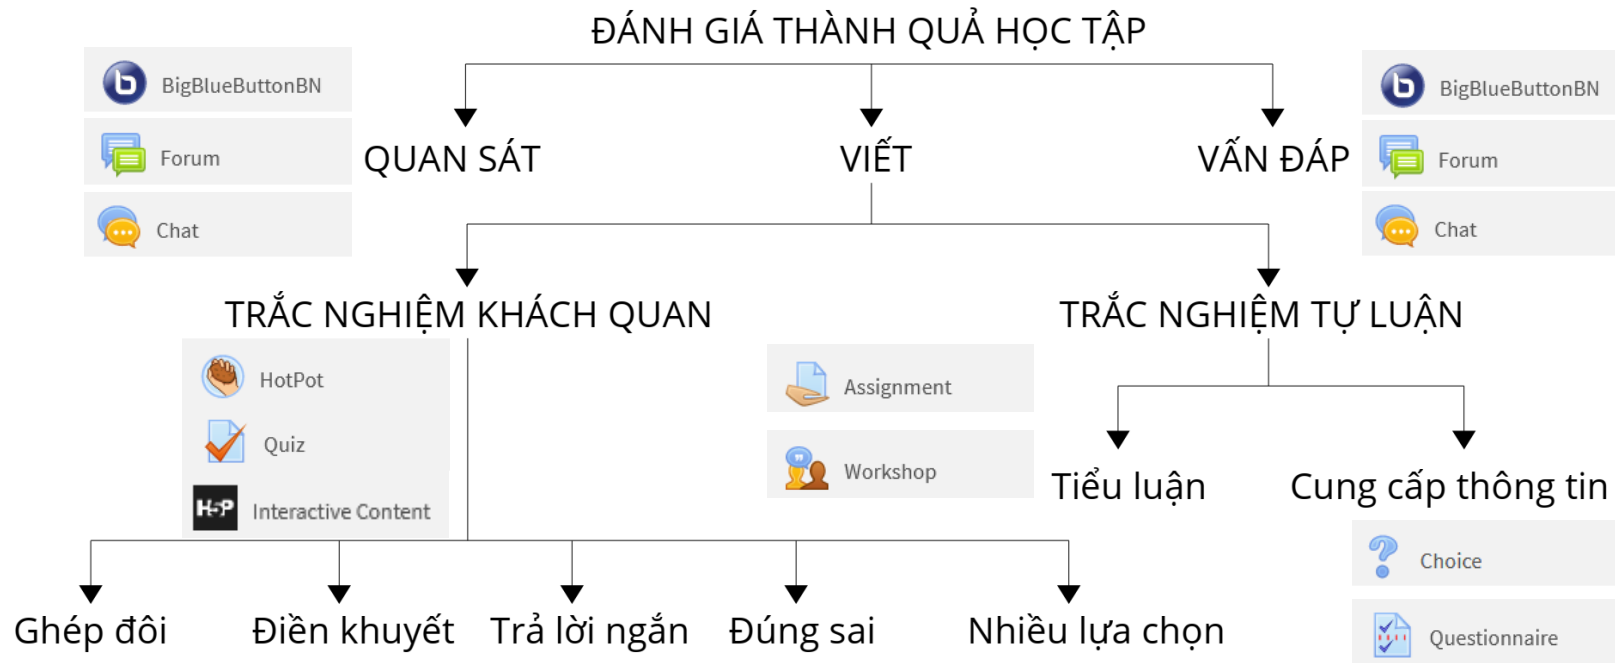 ĐÁNH GIÁ THÀNH QUẢ HỌC TẬP
BigBlueButtonBN
Forum
Chat
QUAN SÁT
VIẾT
VẤN ĐÁP
BigBlueButtonBN
Forum
Chat
TRẮC NGHIỆM KHÁCH QUAN
TRẮC NGHIỆM TỰ LUẬN
HotPot
Quiz
H5P Interactive Content
Assignment
Workshop
Tiểu luận
Cung cấp thông tin
Choice
Questionnaire
Ghép đôi
Điền khuyết
Trả lời ngắn
Đúng sai
Nhiều lựa chọn